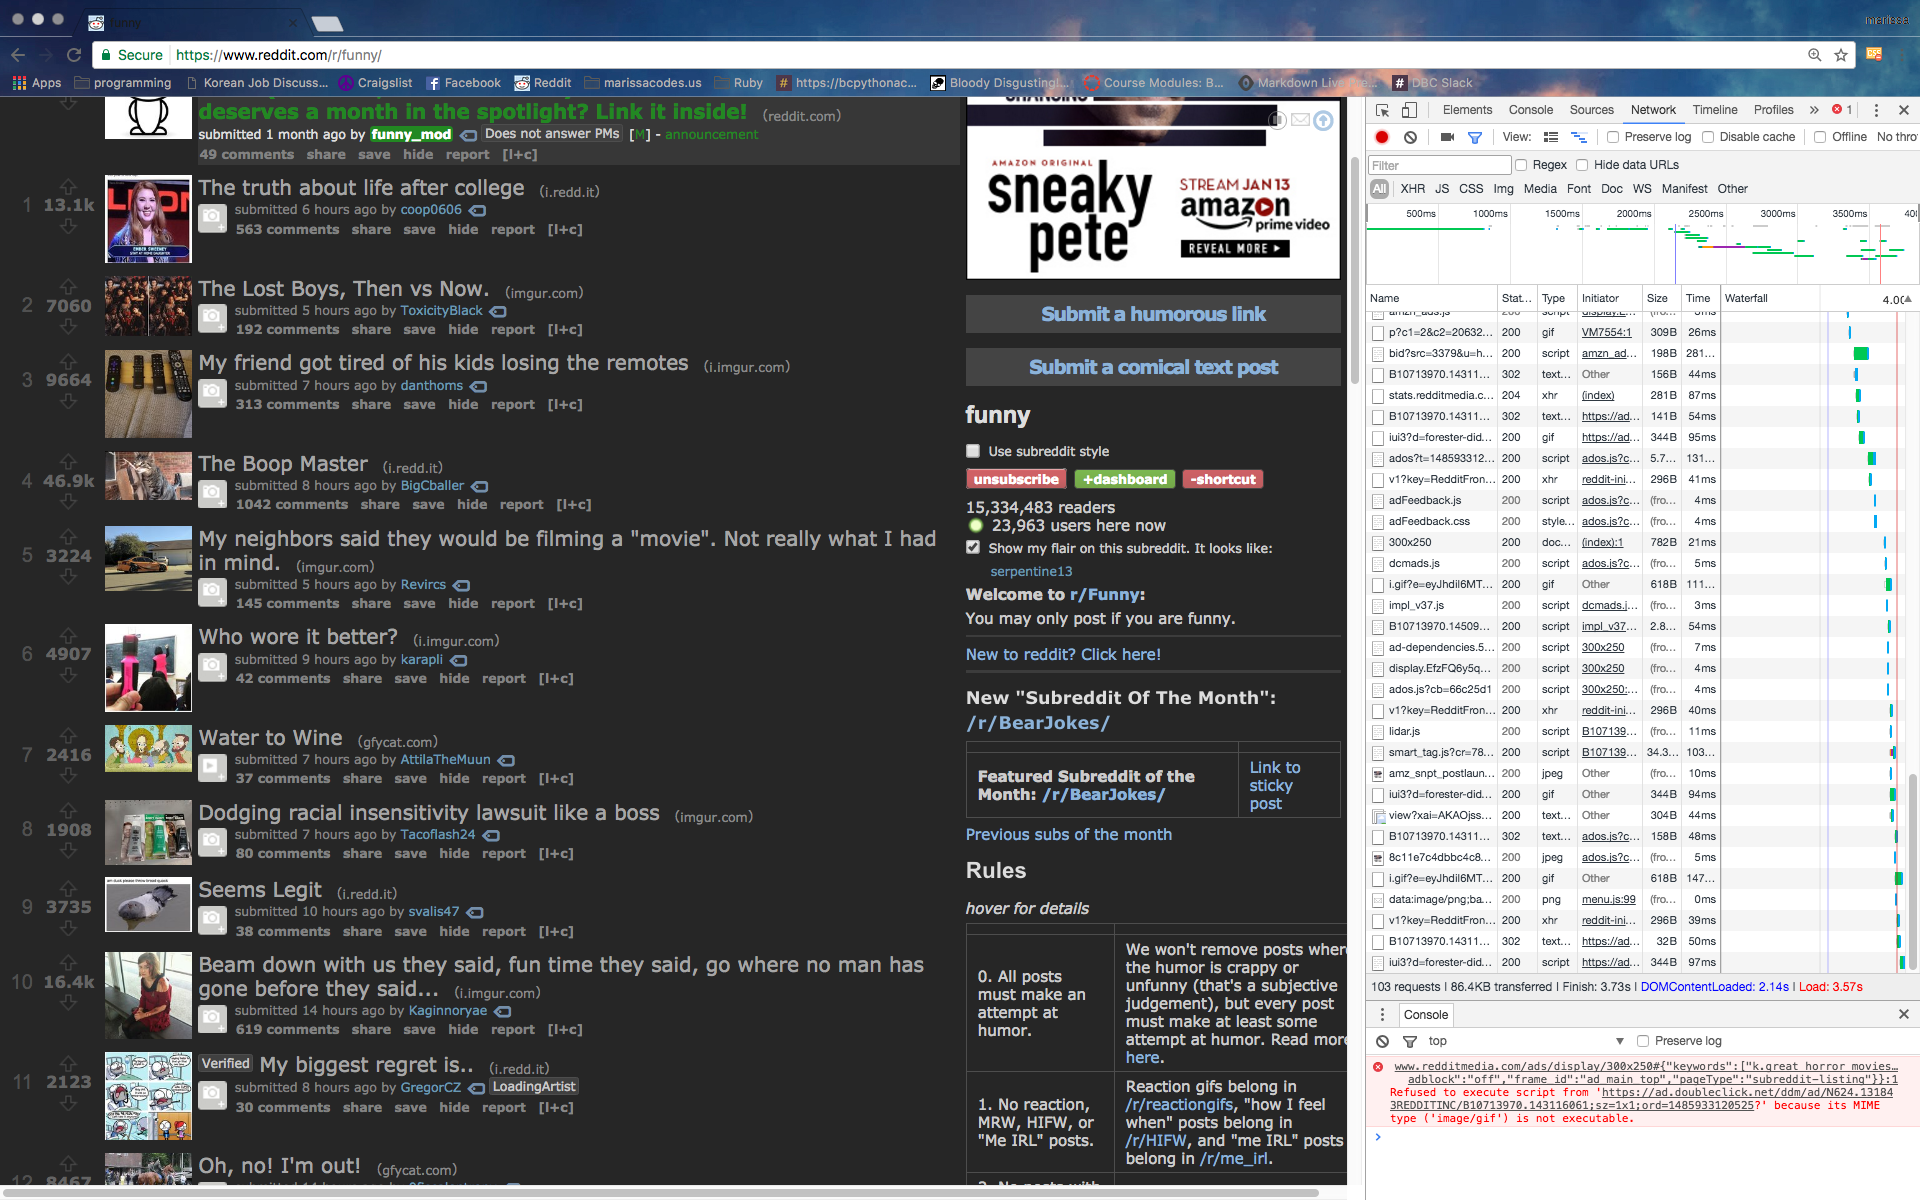 funny
marissa
Secure https://www.reddit.com/r/funny/
Apps programming Korean Job Discuss... Craigslist Facebook Reddit marissacodes.us Ruby https://bcpythonac... Bloody Disgusting!... Course Modules: B... Markdown Live Pre... DBC Slack
deserves a month in the spotlight? Link it inside! (reddit.com)
submitted 1 month ago by funny_mod Does not answer PMs [M] - announcement
49 comments share save hide report [l+c]
1 13.1k The truth about life after college (i.redd.it)
submitted 6 hours ago by coop0606
563 comments share save hide report [l+c]
2 7060 The Lost Boys, Then vs Now. (imgur.com)
submitted 5 hours ago by ToxicityBlack
192 comments share save hide report [l+c]
3 9664 My friend got tired of his kids losing the remotes (i.imgur.com)
submitted 7 hours ago by danthoms
313 comments share save hide report [l+c]
4 46.9k The Boop Master (i.redd.it)
submitted 8 hours ago by BigCballer
1042 comments share save hide report [l+c]
5 3224 My neighbors said they would be filming a "movie". Not really what I had
in mind. (imgur.com)
submitted 5 hours ago by Revircs
145 comments share save hide report [l+c]
6 4907 Who wore it better? (i.imgur.com)
submitted 9 hours ago by karapli
42 comments share save hide report [l+c]
7 2416 Water to Wine (gfycat.com)
submitted 7 hours ago by AttilaTheMuun
37 comments share save hide report [l+c]
8 1908 Dodging racial insensitivity lawsuit like a boss (imgur.com)
submitted 7 hours ago by Tacoflash24
80 comments share save hide report [l+c]
9 3735 Seems Legit (i.redd.it)
submitted 10 hours ago by svalis47
38 comments share save hide report [l+c]
10 16.4k Beam down with us they said, fun time they said, go where no man has
gone before they said... (i.imgur.com)
submitted 14 hours ago by Kaginnoryae
619 comments share save hide report [l+c]
11 2123 Verified My biggest regret is.. (i.redd.it)
submitted 8 hours ago by GregorCZ LoadingArtist
30 comments share save hide report [l+c]
12 8467 Oh, no! I'm out! (gfycat.com)
AMAZON ORIGINAL
sneaky
pete
STREAM JAN 13
amazon
prime video
REVEAL MORE
Submit a humorous link
Submit a comical text post
funny
Use subreddit style
unsubscribe +dashboard -shortcut
15,334,483 readers
23,963 users here now
Show my flair on this subreddit. It looks like:
serpentine13
Welcome to r/Funny:
You may only post if you are funny.
New to reddit? Click here!
New "Subreddit Of The Month":
/r/BearJokes/
Featured Subreddit of the
Month: /r/BearJokes/
Link to
sticky
post
Previous subs of the month
Rules
hover for details
0. All posts
must make an
attempt at
humor.
We won't remove posts where
the humor is crappy or
unfunny (that's a subjective
judgement), but every post
must make at least some
attempt at humor. Read more
here.
1. No reaction,
MRW, HIFW, or
"Me IRL" posts.
Reaction gifs belong in
/r/reactiongifs, "how I feel
when" posts belong in
/r/HIFW, and "me IRL" posts
belong in /r/me_irl.
Elements Console Sources Network Timeline Profiles » 1
View: Preserve log Disable cache Offline No thro
Filter Regex Hide data URLs
All XHR JS CSS Img Media Font Doc WS Manifest Other
500ms 1000ms 1500ms 2000ms 2500ms 3000ms 3500ms
Name Stat... Type Initiator Size Time Waterfall 4.00
p?c1=2&c2=20632... 200 gif VM7554:1 309B 26ms
bid?src=3379&u=h... 200 script amzn_ad... 198B 281...
B10713970.14311... 302 text... Other 156B 44ms
stats.redditmedia.c... 204 xhr (index) 281B 87ms
B10713970.14311... 302 text... https://ad... 141B 54ms
iui3?d=forester-did... 200 gif https://ad... 344B 95ms
ados?t=148593312... 200 script ados.js?c... 5.7... 131...
v1?key=RedditFron... 200 xhr reddit-ini... 296B 41ms
adFeedback.js 200 script ados.js?c... (fro... 4ms
adFeedback.css 200 style... ados.js?c... (fro... 4ms
300x250 200 doc... (index):1 782B 21ms
dcmads.js 200 script ados.js?c... (fro... 5ms
i.gif?e=eyJhdil6MT... 200 gif Other 618B 111...
impl_v37.js 200 script dcmads.j... (fro... 3ms
B10713970.14509... 200 script impl_v37... 2.8... 54ms
ad-dependencies.5... 200 script 300x250 (fro... 7ms
display.EfzFQ6y5q... 200 script 300x250 (fro... 4ms
ados.js?cb=66c25d1 200 script 300x250:... (fro... 4ms
v1?key=RedditFron... 200 xhr reddit-ini... 296B 40ms
lidar.js 200 script B107139... (fro... 11ms
smart_tag.js?cr=78... 200 script B107139... 34.3... 103...
amz_snpt_postlaun... 200 jpeg Other (fro... 10ms
iui3?d=forester-did... 200 gif Other 344B 94ms
view?xai=AKAOjss... 200 text... Other 304B 44ms
B10713970.14311... 302 text... ados.js?c... 158B 48ms
8c11e7c4dbbc4c8... 200 jpeg ados.js?c... (fro... 5ms
i.gif?e=eyJhdil6MT... 200 gif Other 618B 147...
data:image/png;ba... 200 png menu.js:99 (fro... 0ms
v1?key=RedditFron... 200 xhr reddit-ini... 296B 39ms
B10713970.14311... 302 text... https://ad... 32B 50ms
iui3?d=forester-did... 200 script https://ad... 344B 97ms
103 requests | 86.4KB transferred | Finish: 3.73s | DOMContentLoaded: 2.14s | Load: 3.57s
Console
top Preserve log
www.redditmedia.com/ads/display/300x250#{"keywords":["k.great horror movies…
adblock":"off","frame_id":"ad_main_top","pageType":"subreddit-listing"}}:1
Refused to execute script from 'https://ad.doubleclick.net/ddm/ad/N624.13184
3REDDITINC/B10713970.143116061;sz=1x1;ord=1485933120525?' because its MIME
type ('image/gif') is not executable.